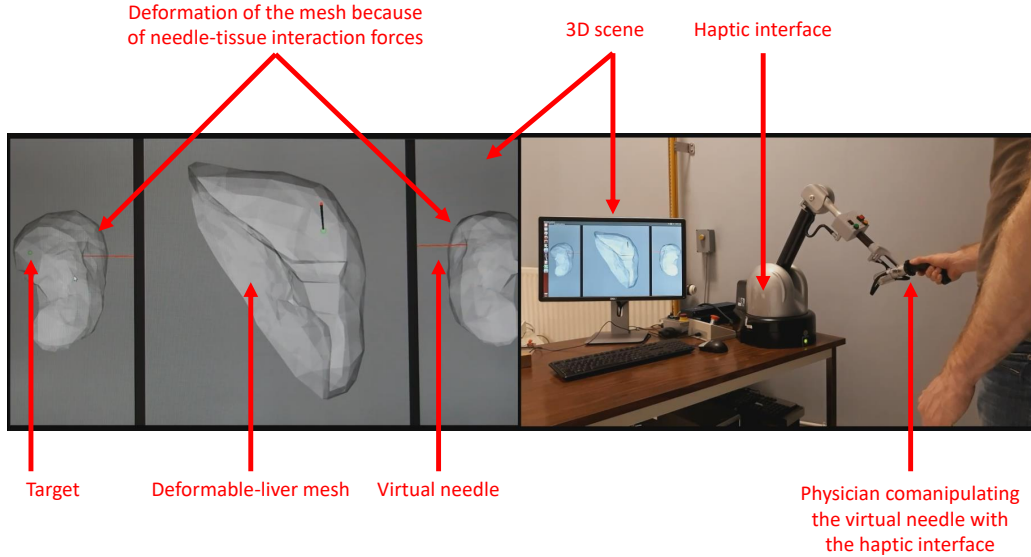 Deformation of the mesh because
of needle-tissue interaction forces
3D scene
Haptic interface
Target
Deformable-liver mesh
Virtual needle
Physician comanipulating
the virtual needle with
the haptic interface